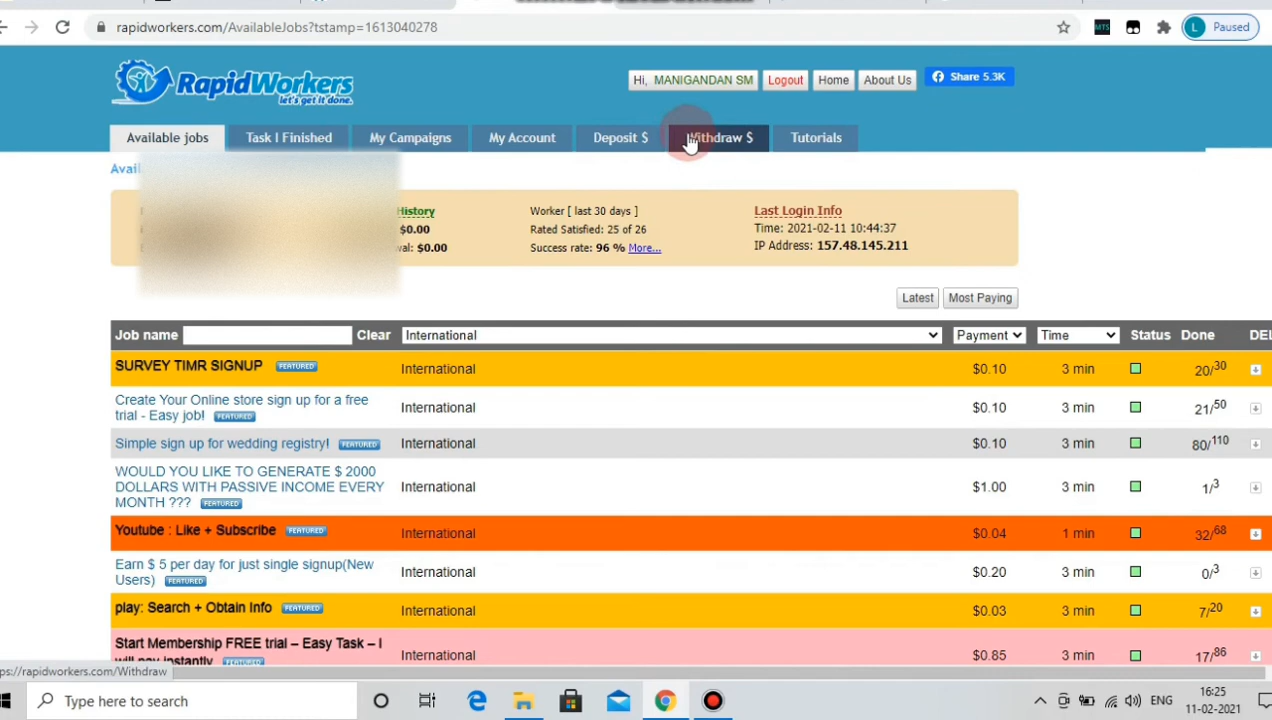 rapidworkers.com/AvailableJobs?tstamp=1613040278
MTS
L Paused
RapidWorkers
let's get it done.
Hi, MANIGANDAN SM
Logout
Home
About Us
Share 5.3K
Available jobs
Task I Finished
My Campaigns
My Account
Deposit $
Withdraw $
Tutorials
Avai
History
$0.00
val: $0.00
Worker [ last 30 days ]
Rated Satisfied: 25 of 26
Success rate: 96 % More...
Last Login Info
Time: 2021-02-11 10:44:37
IP Address: 157.48.145.211
Latest
Most Paying
Job name Clear International Payment Time Status Done DEL
SURVEY TIMR SIGNUP FEATURED International $0.10 3 min 20/30
Create Your Online store sign up for a free
trial - Easy job! FEATURED International $0.10 3 min 21/50
Simple sign up for wedding registry! FEATURED International $0.10 3 min 80/110
WOULD YOU LIKE TO GENERATE $ 2000
DOLLARS WITH PASSIVE INCOME EVERY
MONTH ??? FEATURED International $1.00 3 min 1/3
Youtube : Like + Subscribe FEATURED International $0.04 1 min 32/68
Earn $ 5 per day for just single signup(New
Users) FEATURED International $0.20 3 min 0/3
play: Search + Obtain Info FEATURED International $0.03 3 min 7/20
Start Membership FREE trial – Easy Task – I
will pay instantly FEATURED International $0.85 3 min 17/86
ps://rapidworkers.com/Withdraw
Type here to search
ENG
16:25
11-02-2021